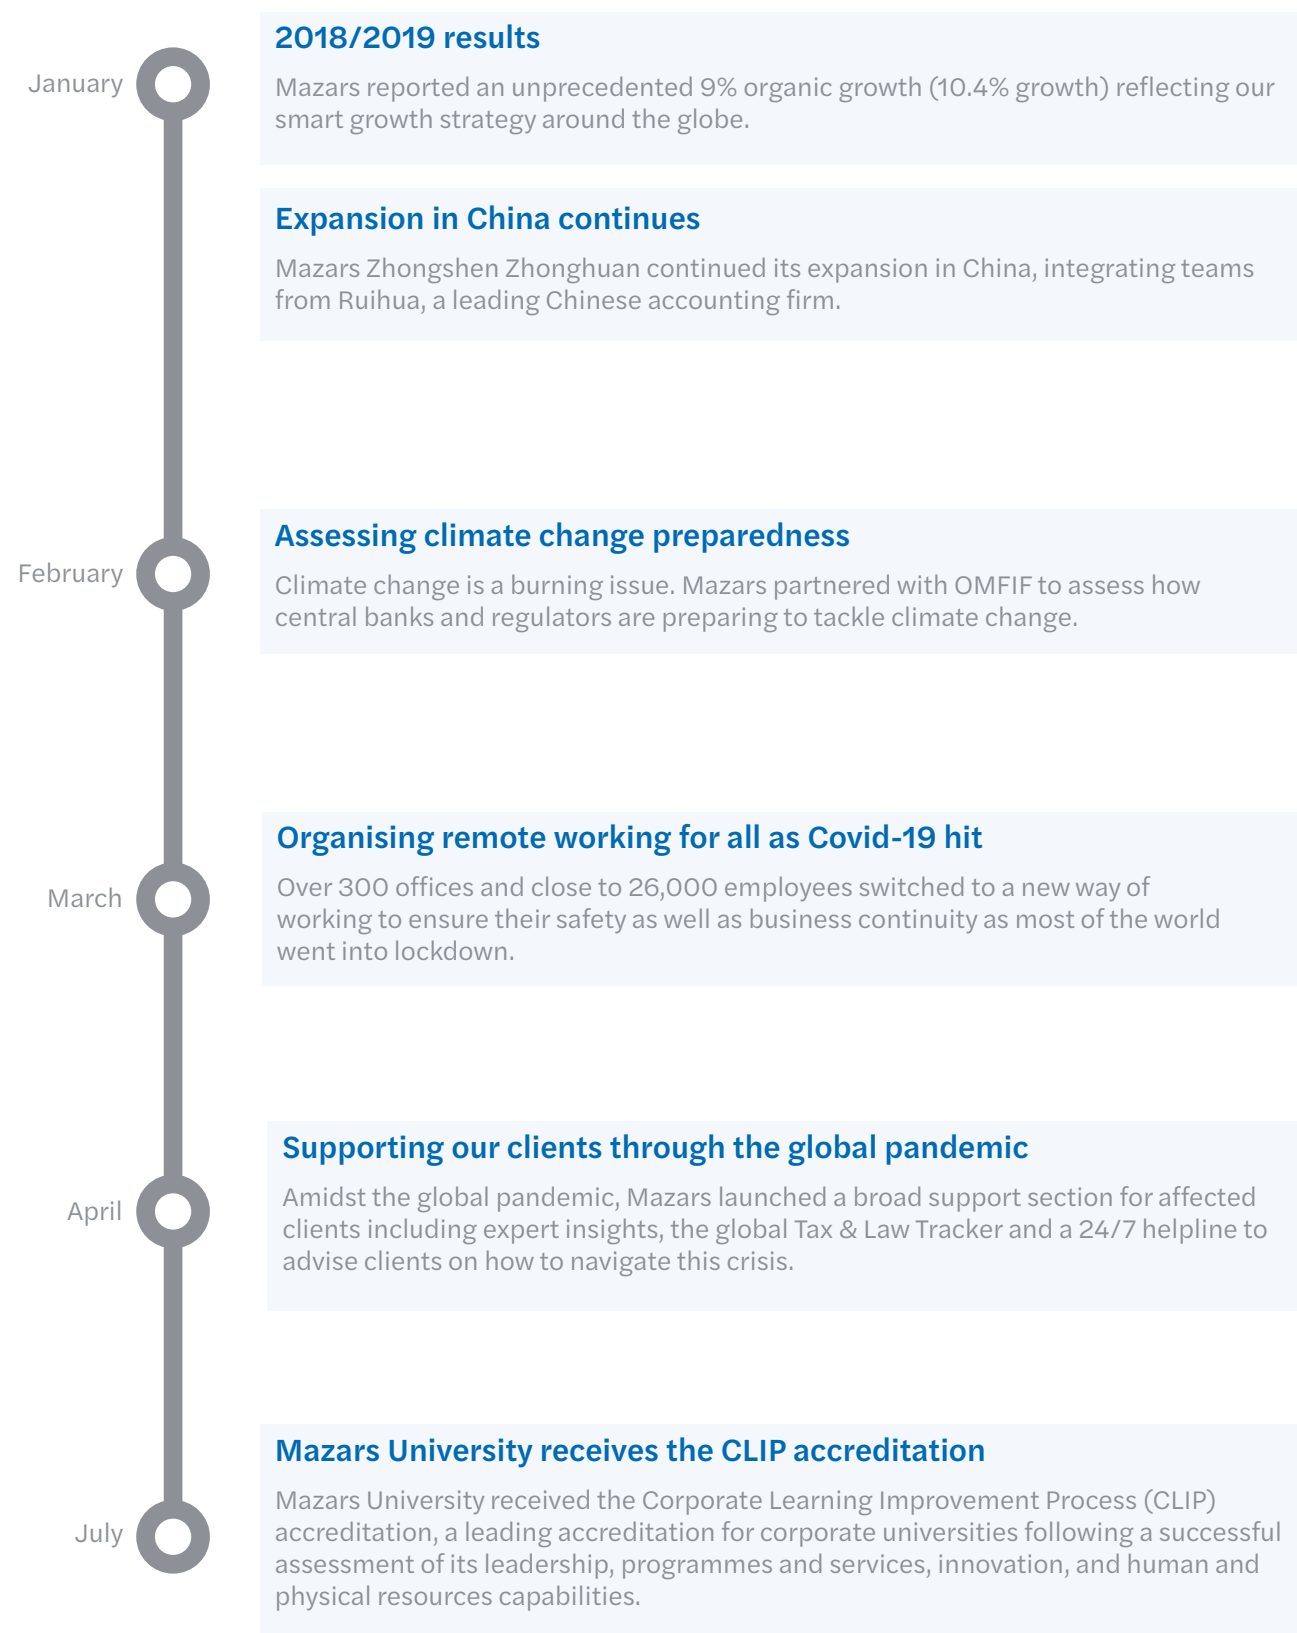 2018/2019 results
January
Mazars reported an unprecedented 9% organic growth (10.4% growth) reflecting our
smart growth strategy around the globe.
Expansion in China continues
Mazars Zhongshen Zhonghuan continued its expansion in China, integrating teams
from Ruihua, a leading Chinese accounting firm.
Assessing climate change preparedness
February
Climate change is a burning issue. Mazars partnered with OMFIF to assess how
central banks and regulators are preparing to tackle climate change.
Organising remote working for all as Covid-19 hit
March
Over 300 offices and close to 26,000 employees switched to a new way of
working to ensure their safety as well as business continuity as most of the world
went into lockdown.
Supporting our clients through the global pandemic
April
Amidst the global pandemic, Mazars launched a broad support section for affected
clients including expert insights, the global Tax & Law Tracker and a 24/7 helpline to
advise clients on how to navigate this crisis.
Mazars University receives the CLIP accreditation
July
Mazars University received the Corporate Learning Improvement Process (CLIP)
accreditation, a leading accreditation for corporate universities following a successful
assessment of its leadership, programmes and services, innovation, and human and
physical resources capabilities.